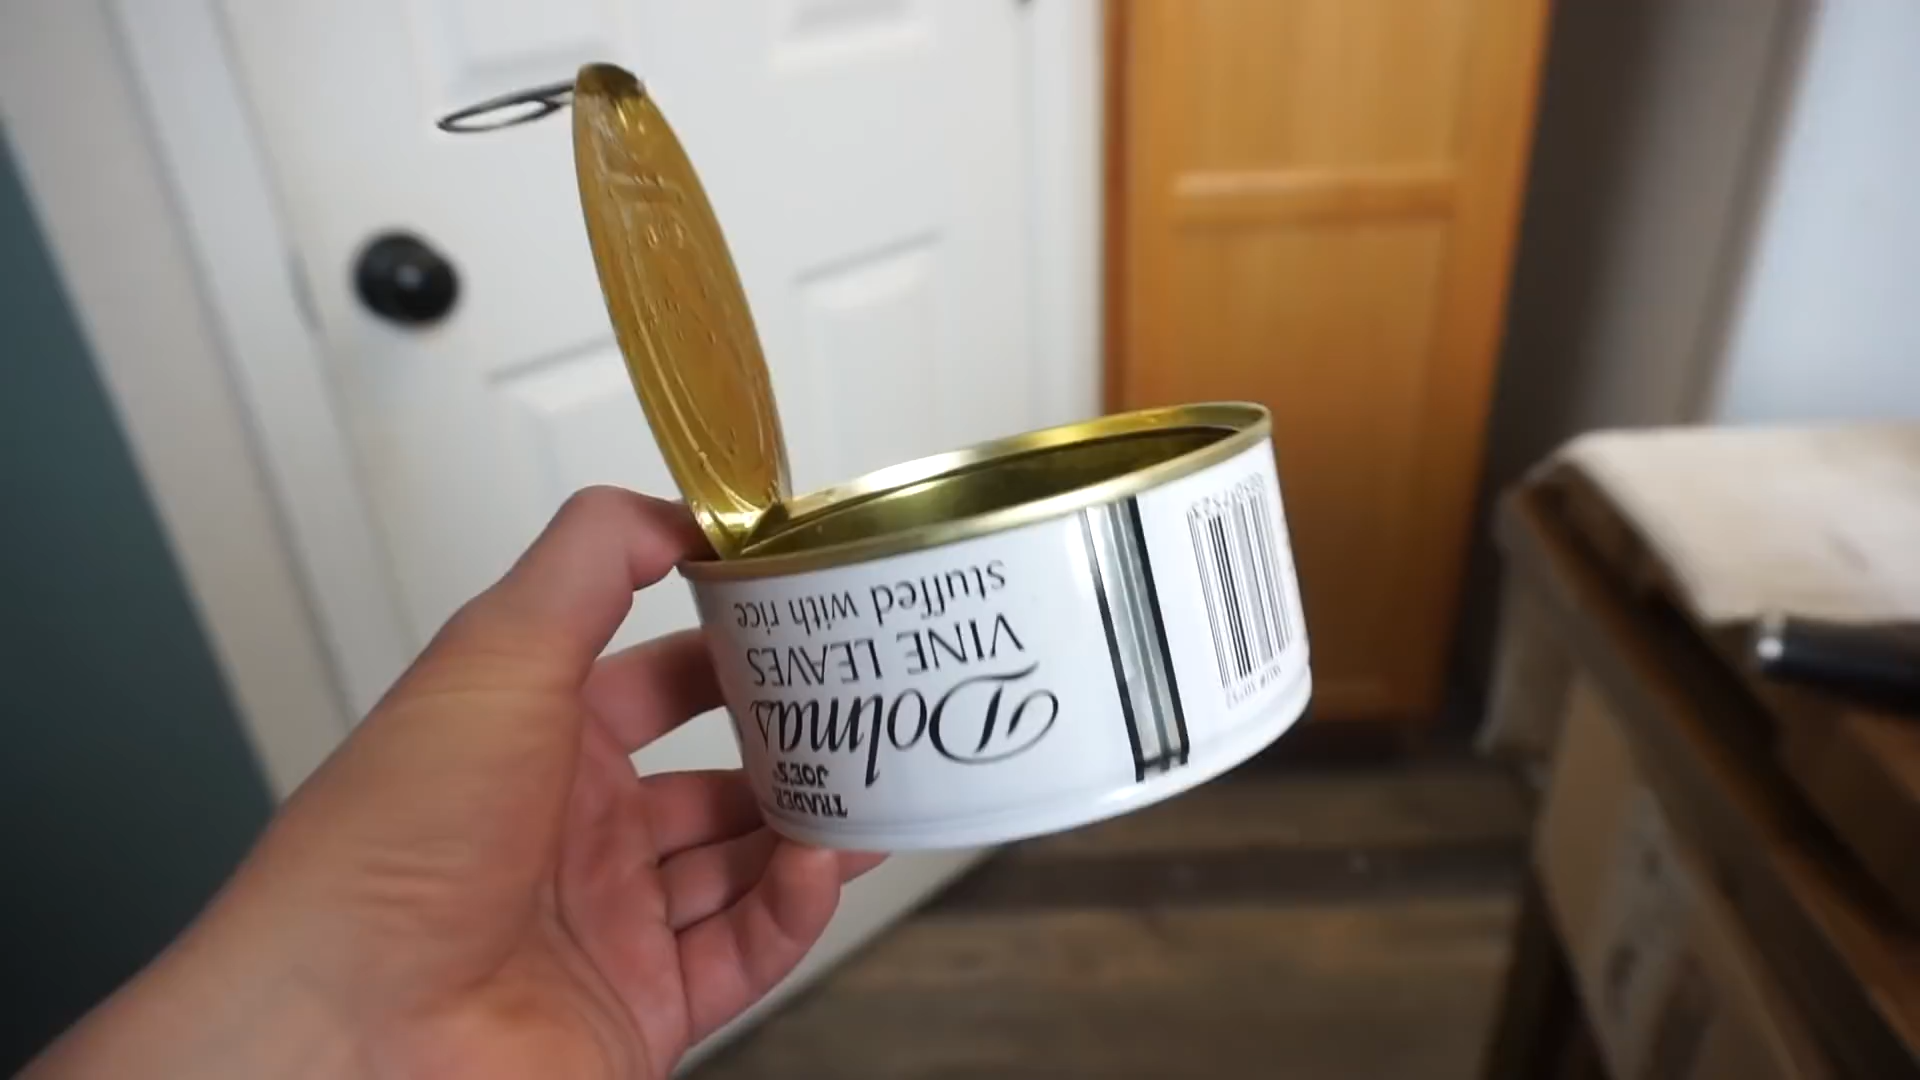 TRADER
JOE'S
Dolmas
VINE LEAVES
stuffed with rice